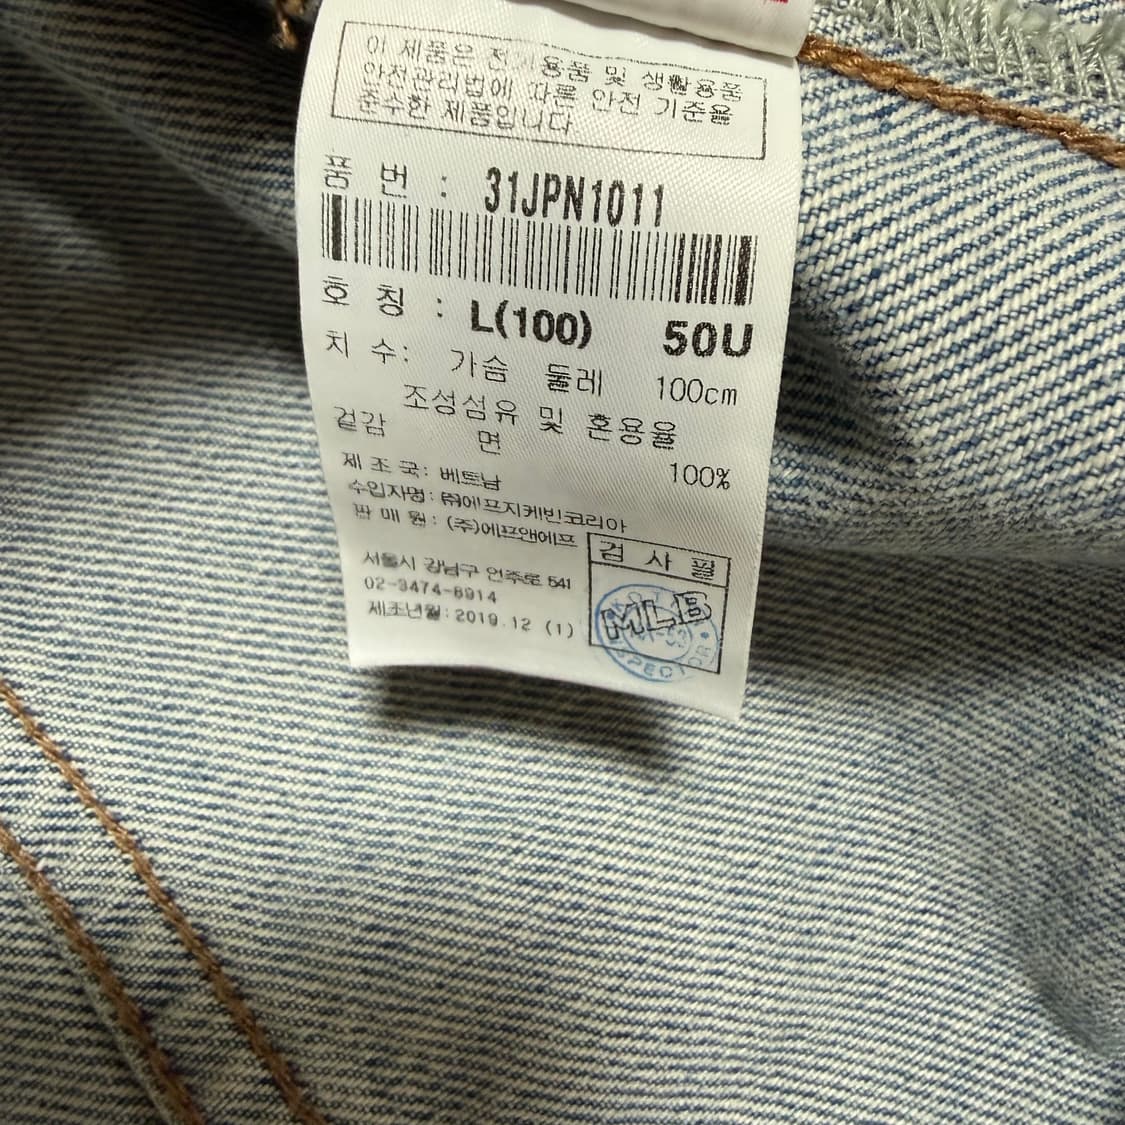 이 제품은 전기용품 및 생활용품
안전관리법에 따른 안전 기준을
준수한 제품입니다.
품 번 : 31JPN1011
호 칭 : L(100) 50U
치 수: 가슴 둘레 100cm
조성섬유 및 혼용율
겉감 면 100%
제 조 국: 베트남
수입자명: ㈜에프지케빈코리아
판 매 원: (주)에프앤에프
서울시 강남구 언주로 541
02-3474-6914
제조년월: 2019.12 (1)
검 사 필
MLB